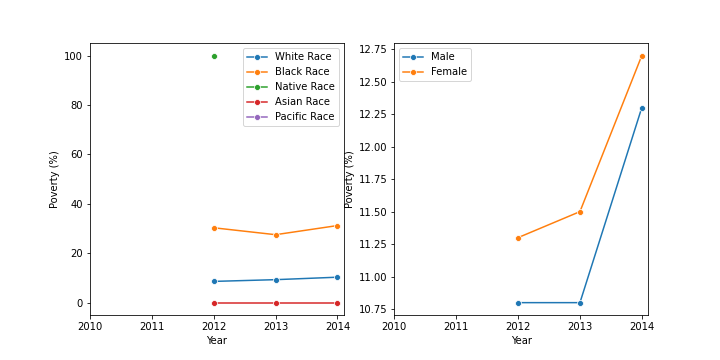 100
80
60
40
20
0
Poverty (%)
2010 2011 2012 2013 2014
Year
White Race
Black Race
Native Race
Asian Race
Pacific Race
12.75
12.50
12.25
12.00
11.75
11.50
11.25
11.00
10.75
Poverty (%)
2010 2011 2012 2013 2014
Year
Male
Female